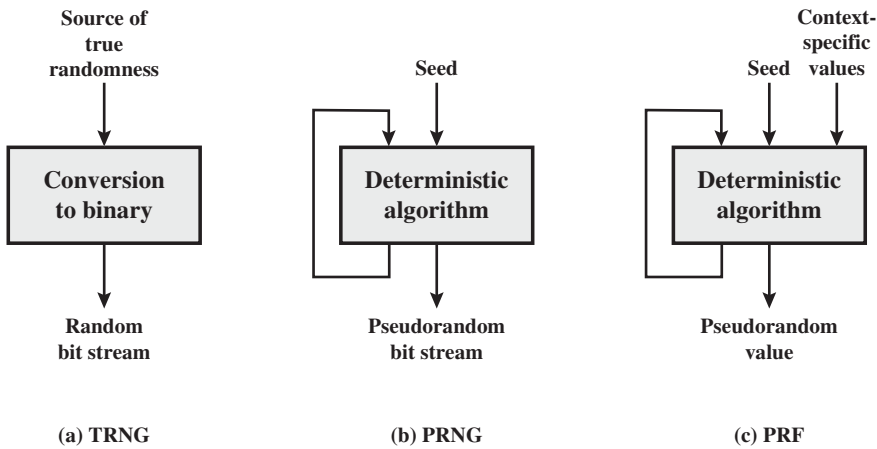 Source of
true
randomness
Conversion
to binary
Random
bit stream
(a) TRNG
Seed
Deterministic
algorithm
Pseudorandom
bit stream
(b) PRNG
Context-
specific
values
Seed
Deterministic
algorithm
Pseudorandom
value
(c) PRF